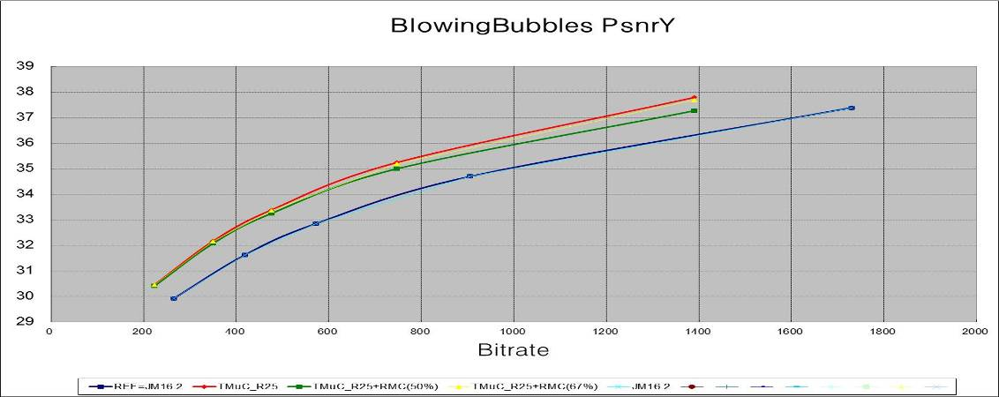 BlowingBubbles PsnrY
39
38
37
36
35
34
33
32
31
30
29
0 200 400 600 800 1000 1200 1400 1600 1800 2000
Bitrate
REF=JM16.2 TMuC_R25 TMuC_R25+RMC(50%) TMuC_R25+RMC(67%) JM16.2